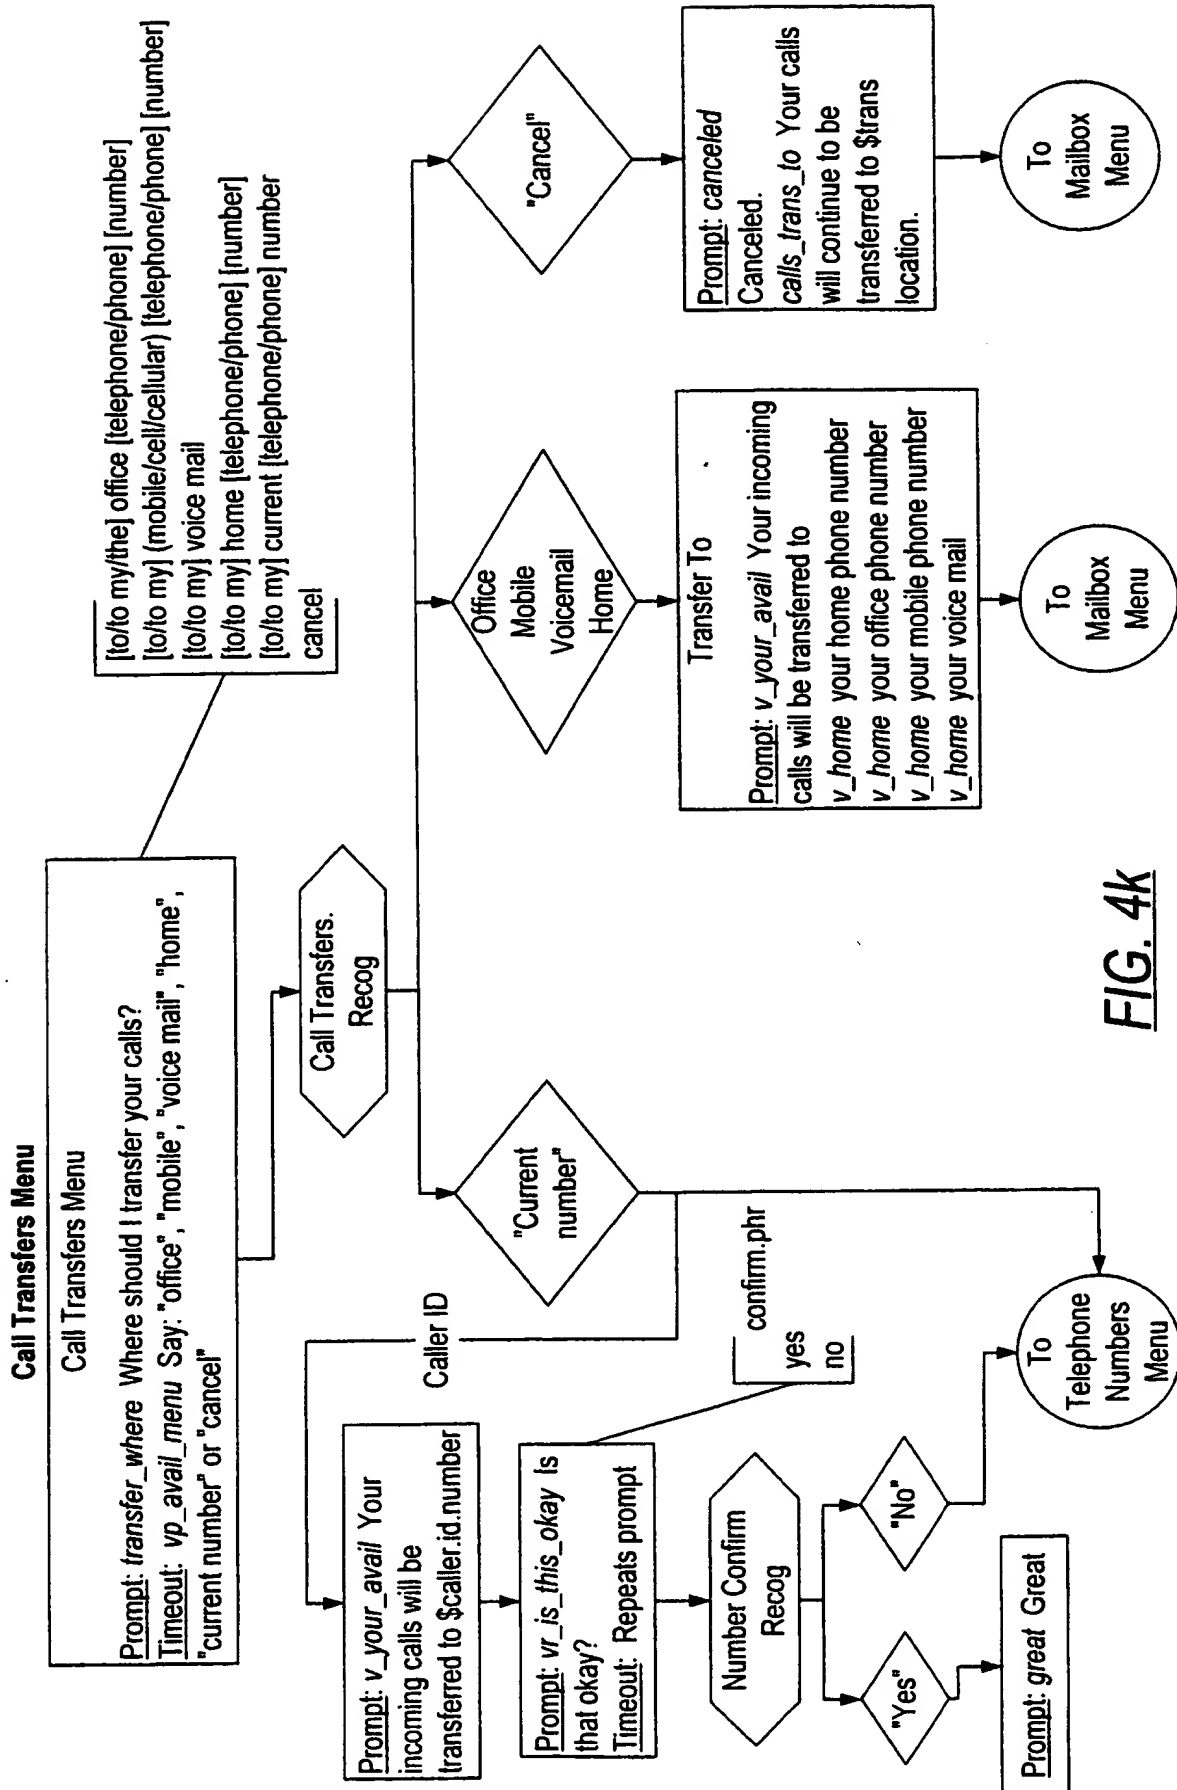 Call Transfers Menu
Call Transfers Menu
Prompt: transfer_where Where should I transfer your calls?
Timeout: vp_avail_menu Say: "office", "mobile", "voice mail", "home",
"current number" or "cancel"
[to/to my/the] office [telephone/phone] [number]
[to/to my] (mobile/cell/cellular) [telephone/phone] [number]
[to/to my] voice mail
[to/to my] home [telephone/phone] [number]
[to/to my] current [telephone/phone] number
cancel
Call Transfers.
Recog
"Current
number"
Office
Mobile
Voicemail
Home
"Cancel"
Caller ID
Prompt: v_your_avail Your
incoming calls will be
transferred to $caller.id.number
Prompt: vr_is_this_okay Is
that okay?
Timeout: Repeats prompt
confirm.phr
yes
no
Number Confirm
Recog
"Yes"
"No"
Prompt: great Great
To
Telephone
Numbers
Menu
Transfer To
Prompt: v_your_avail Your incoming
calls will be transferred to
v_home your home phone number
v_home your office phone number
v_home your mobile phone number
v_home your voice mail
To
Mailbox
Menu
Prompt: canceled
Canceled.
calls_trans_to Your calls
will continue to be
transferred to $trans
location.
To
Mailbox
Menu
FIG. 4k